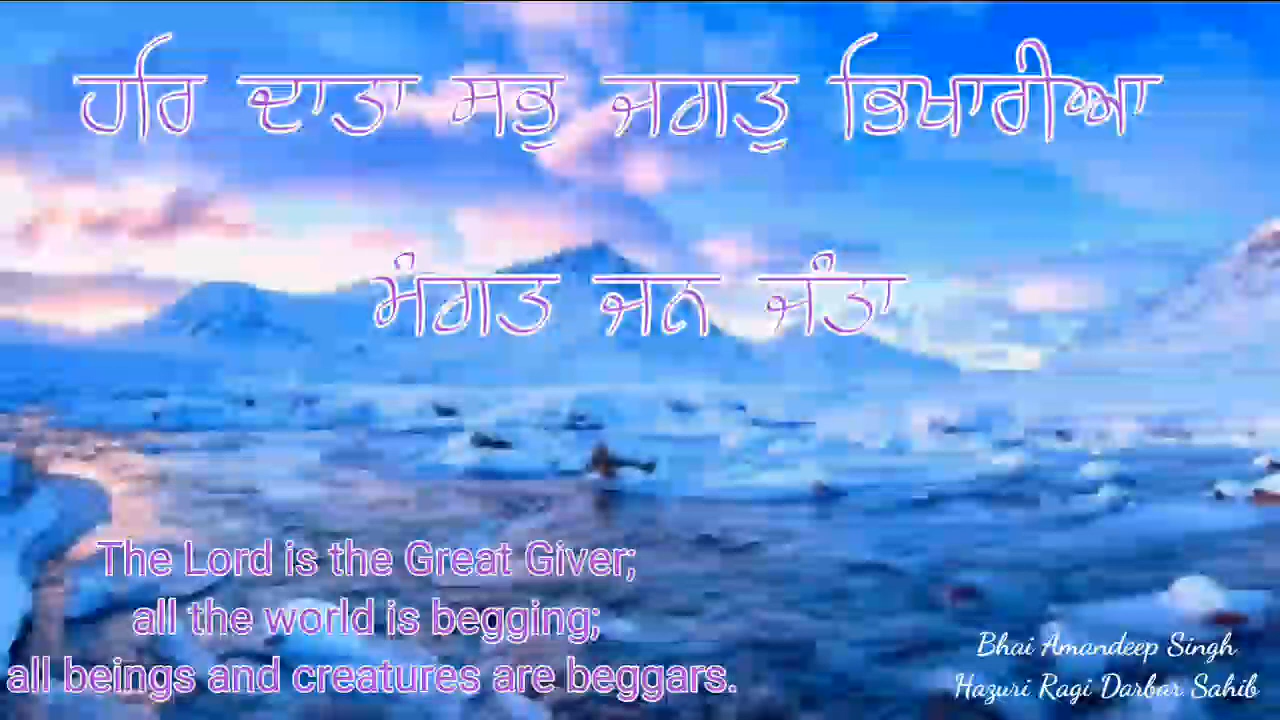 ਹਰਿ ਦਾਤਾ ਸਭੁ ਜਗਤੁ ਭਿਖਾਰੀਆ
ਮੰਗਤ ਜਨ ਜੰਤਾ
The Lord is the Great Giver;
all the world is begging;
all beings and creatures are beggars.
Bhai Amandeep Singh
Hazuri Ragi Darbar Sahib